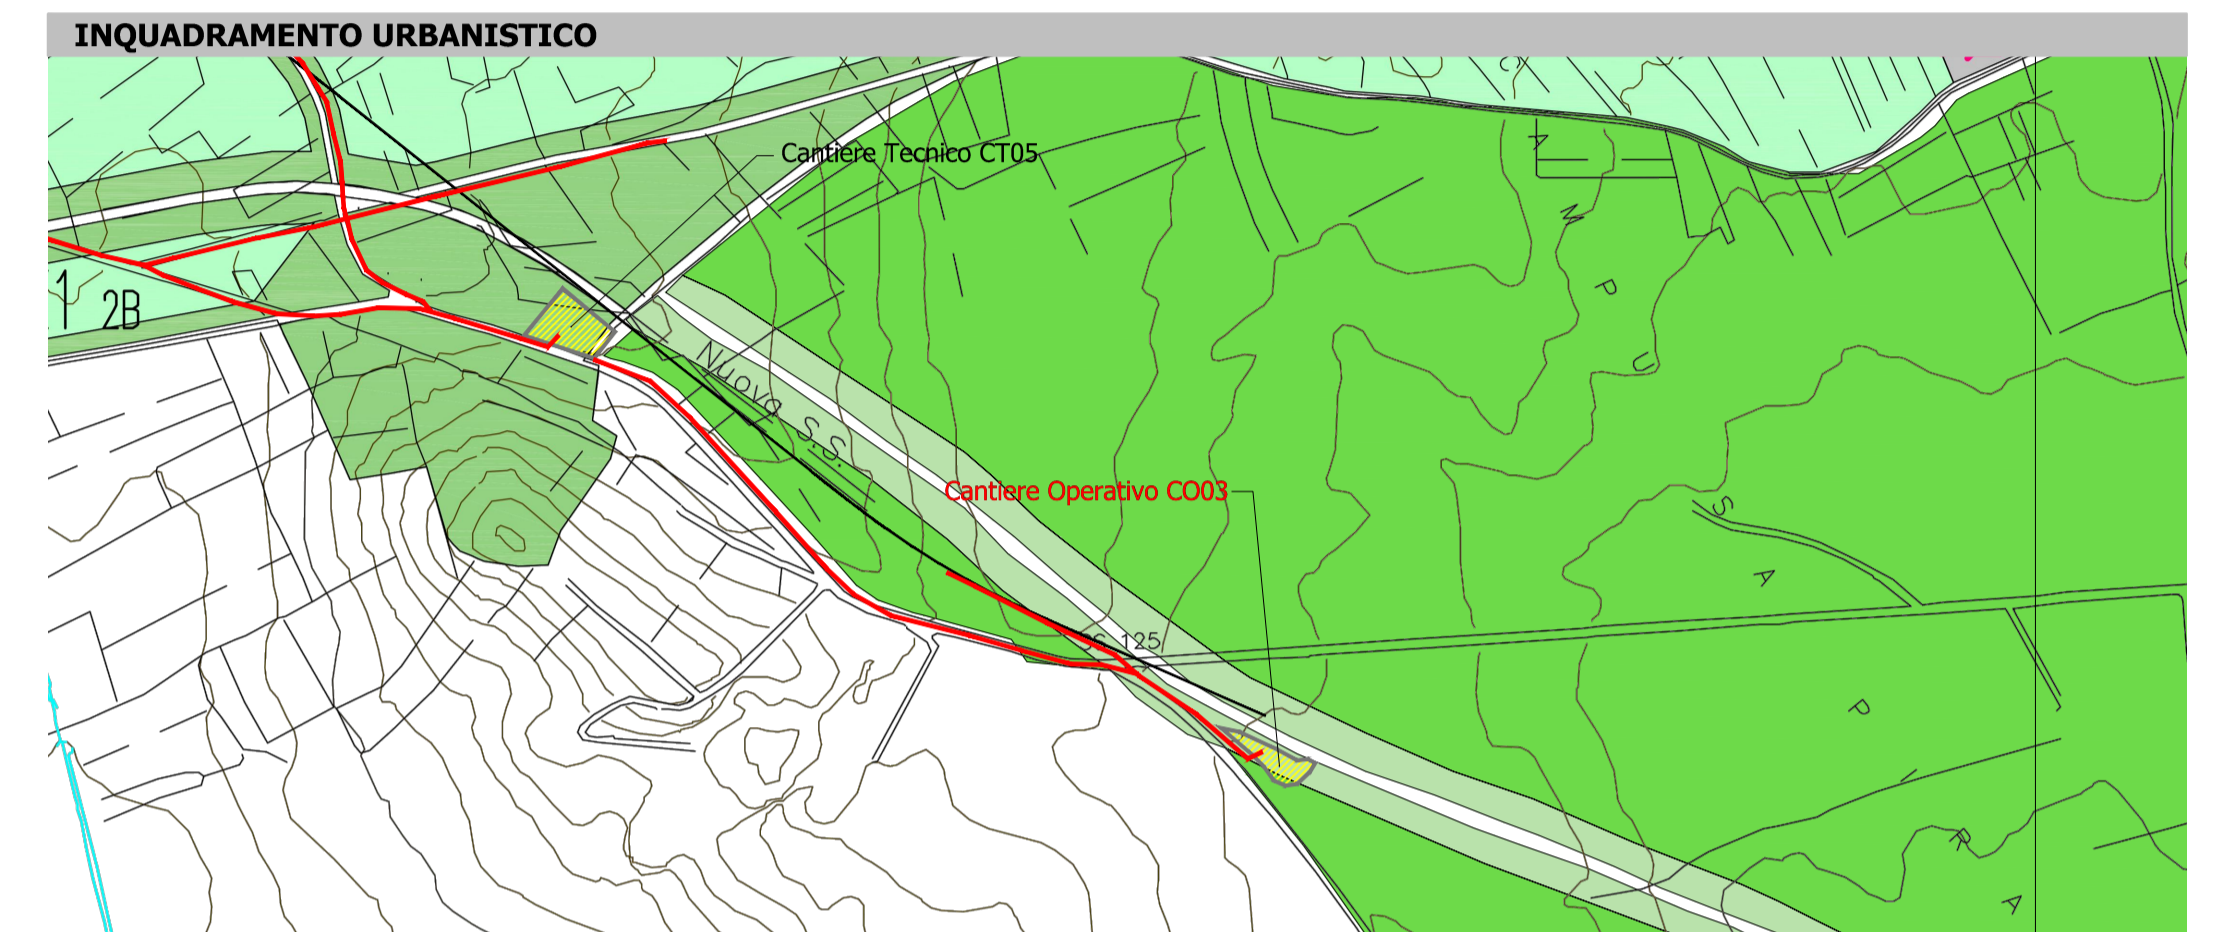 INQUADRAMENTO URBANISTICO
Cantiere Tecnico CT05
1 2B
Nuova S.S.
Cantiere Operativo CO03
SS 125
C A M P U
S A P I R A